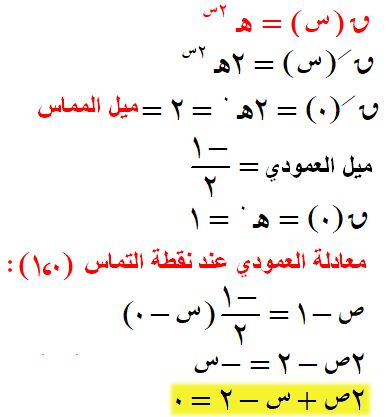 ق(س) = هـ^٢س
ق/(س) = ٢هـ^٢س
ق/(٠) = ٢هـ^٠ = ٢ = ميل المماس
ميل العمودي = −١/٢
ق(٠) = هـ^٠ = ١
معادلة العمودي عند نقطة التماس (١،٠) :
ص − ١ = −١/٢ (س − ٠)
٢ص − ٢ = −س
٢ص + س − ٢ = ٠